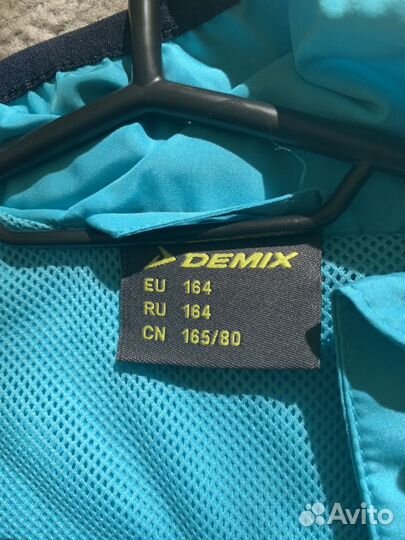 DEMIX
EU 164
RU 164
CN 165/80
Avito